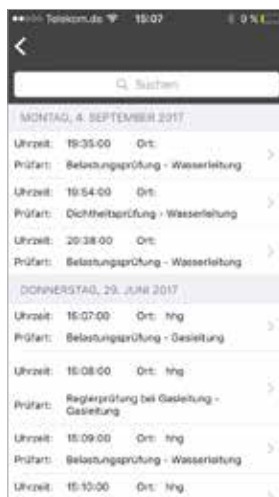 Telekom.de 15:07 9 %
Suchen
MONTAG, 4. SEPTEMBER 2017
Uhrzeit: 19:35:00 Ort:
Prüfart: Belastungsprüfung - Wasserleitung
Uhrzeit: 19:54:00 Ort:
Prüfart: Dichtheitsprüfung - Wasserleitung
Uhrzeit: 20:38:00 Ort:
Prüfart: Belastungsprüfung - Wasserleitung
DONNERSTAG, 29. JUNI 2017
Uhrzeit: 15:07:00 Ort: hhg
Prüfart: Belastungsprüfung - Gasleitung
Uhrzeit: 15:08:00 Ort: hhg
Prüfart: Reglerprüfung bei Gasleitung -
Gasleitung
Uhrzeit: 15:09:00 Ort: hhg
Prüfart: Belastungsprüfung - Wasserleitung
Uhrzeit: 15:10:00 Ort: hhg